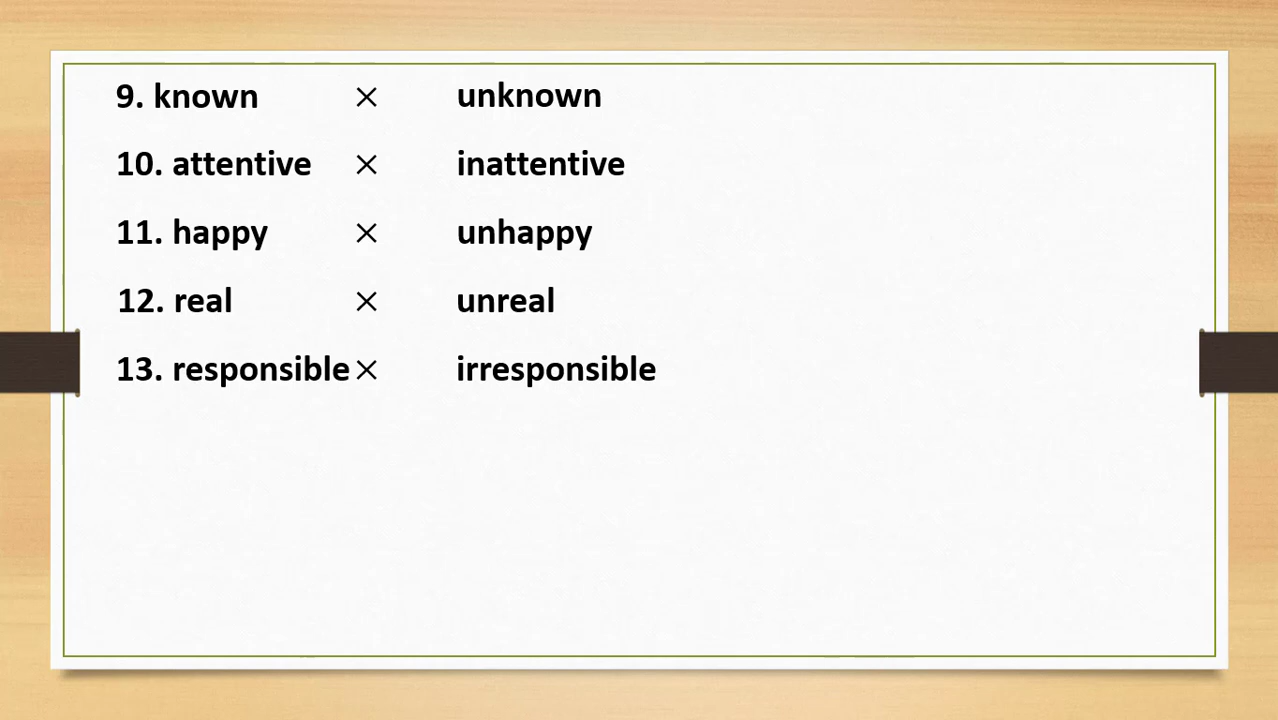 9. known × unknown
10. attentive × inattentive
11. happy × unhappy
12. real × unreal
13. responsible × irresponsible